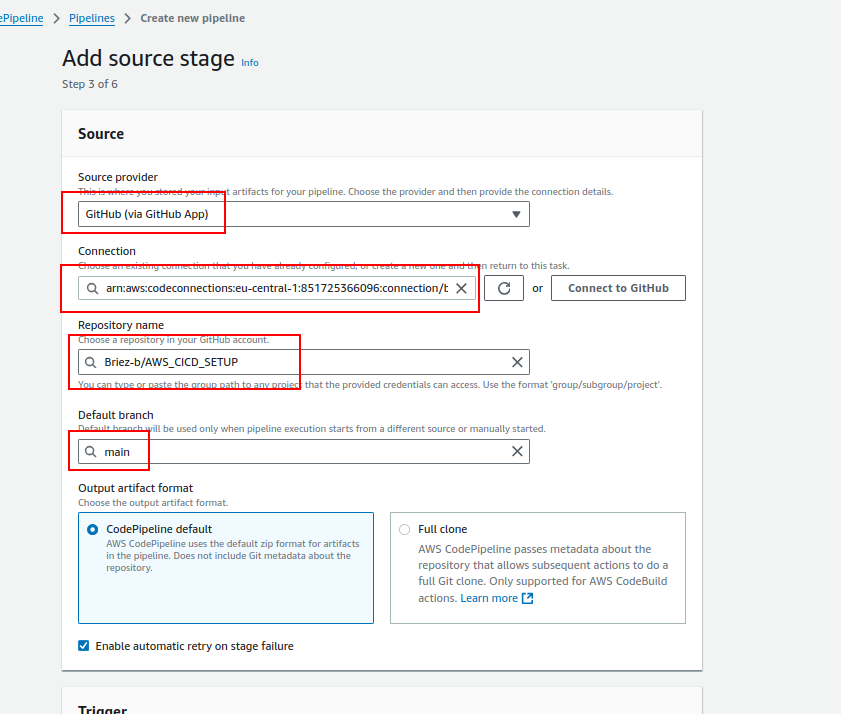 ePipeline > Pipelines > Create new pipeline
Add source stage Info
Step 3 of 6
Source
Source provider
This is where you stored your input artifacts for your pipeline. Choose the provider and then provide the connection details.
GitHub (via GitHub App)
Connection
Choose an existing connection that you have already configured, or create a new one and then return to this task.
arn:aws:codeconnections:eu-central-1:851725366096:connection/b
or
Connect to GitHub
Repository name
Choose a repository in your GitHub account.
Briez-b/AWS_CICD_SETUP
You can type or paste the group path to any project that the provided credentials can access. Use the format 'group/subgroup/project'.
Default branch
Default branch will be used only when pipeline execution starts from a different source or manually started.
main
Output artifact format
Choose the output artifact format.
CodePipeline default
AWS CodePipeline uses the default zip format for artifacts
in the pipeline. Does not include Git metadata about the
repository.
Full clone
AWS CodePipeline passes metadata about the
repository that allows subsequent actions to do a
full Git clone. Only supported for AWS CodeBuild
actions. Learn more
Enable automatic retry on stage failure
Trigger